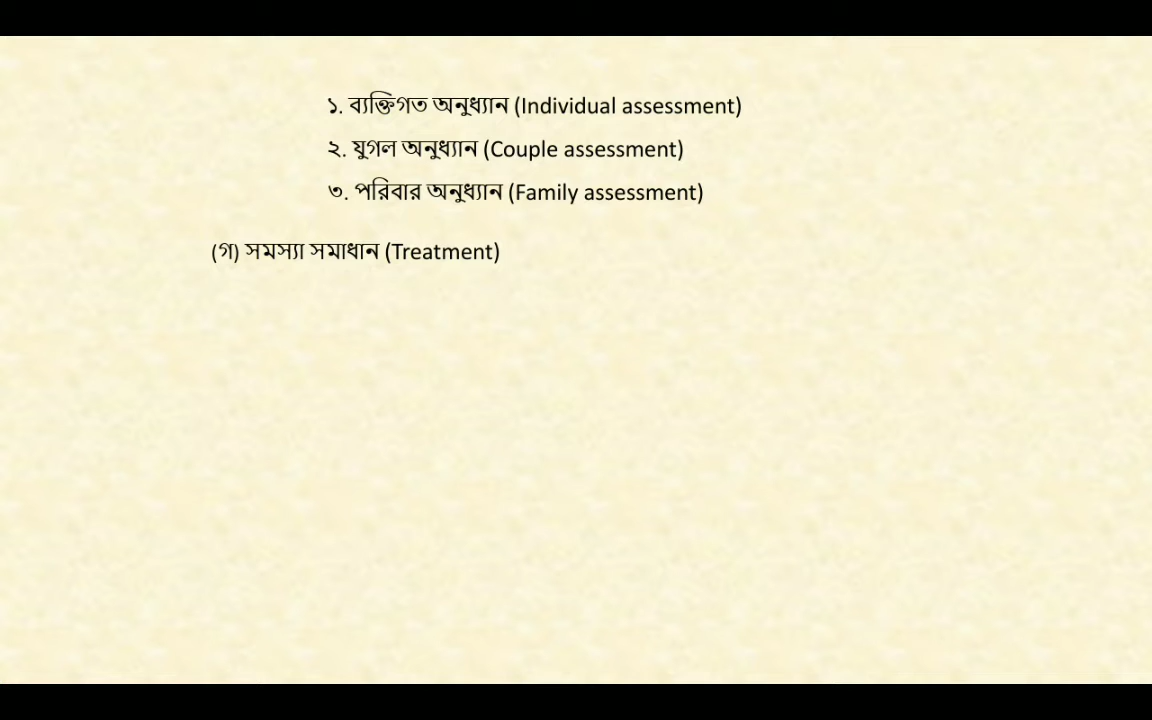 ১. ব্যক্তিগত অনুধ্যান (Individual assessment)
২. যুগল অনুধ্যান (Couple assessment)
৩. পরিবার অনুধ্যান (Family assessment)
(গ) সমস্যা সমাধান (Treatment)